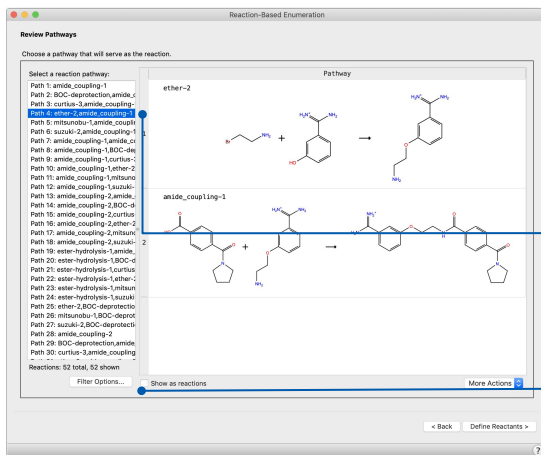 Reaction-Based Enumeration
Review Pathways
Choose a pathway that will serve as the reaction.
Select a reaction pathway:
Path 1: amide_coupling-1
Path 2: BOC-deprotection,amide_c
Path 3: curtius-3,amide_coupling-
Path 4: ether-2,amide_coupling-1
Path 5: mitsunobu-1,amide_couplin
Path 6: suzuki-2,amide_coupling-1
Path 7: amide_coupling-1,amide_co
Path 8: amide_coupling-1,BOC-dep
Path 9: amide_coupling-1,curtius-3
Path 10: amide_coupling-1,ether-2
Path 11: amide_coupling-1,mitsuno
Path 12: amide_coupling-1,suzuki-
Path 13: amide_coupling-2,amide_c
Path 14: amide_coupling-2,BOC-d
Path 15: amide_coupling-2,curtius
Path 16: amide_coupling-2,ether-2
Path 17: amide_coupling-2,mitsuno
Path 18: amide_coupling-2,suzuki-
Path 19: ester-hydrolysis-1,amide_
Path 20: ester-hydrolysis-1,BOC-d
Path 21: ester-hydrolysis-1,curtius
Path 22: ester-hydrolysis-1,ether-2
Path 23: ester-hydrolysis-1,mitsun
Path 24: ester-hydrolysis-1,suzuki
Path 25: ether-2,BOC-deprotectio
Path 26: mitsunobu-1,BOC-deprot
Path 27: suzuki-2,BOC-deprotecti
Path 28: amide_coupling-2
Path 29: BOC-deprotection,amide_
Path 30: curtius-3,amide_coupling
Reactions: 52 total, 52 shown
Filter Options...
Pathway
1
ether-2
Br
NH₂
+
H₂N⁺
NH₂
HO
H₂N⁺
NH₂
O
NH₂
2
amide_coupling-1
O
O
N
+
H₂N⁺
NH₂
O
NH₂
NH₂⁺
H₂N
O
N
H
O
O
N
Show as reactions
More Actions
< Back
Define Reactants >
?